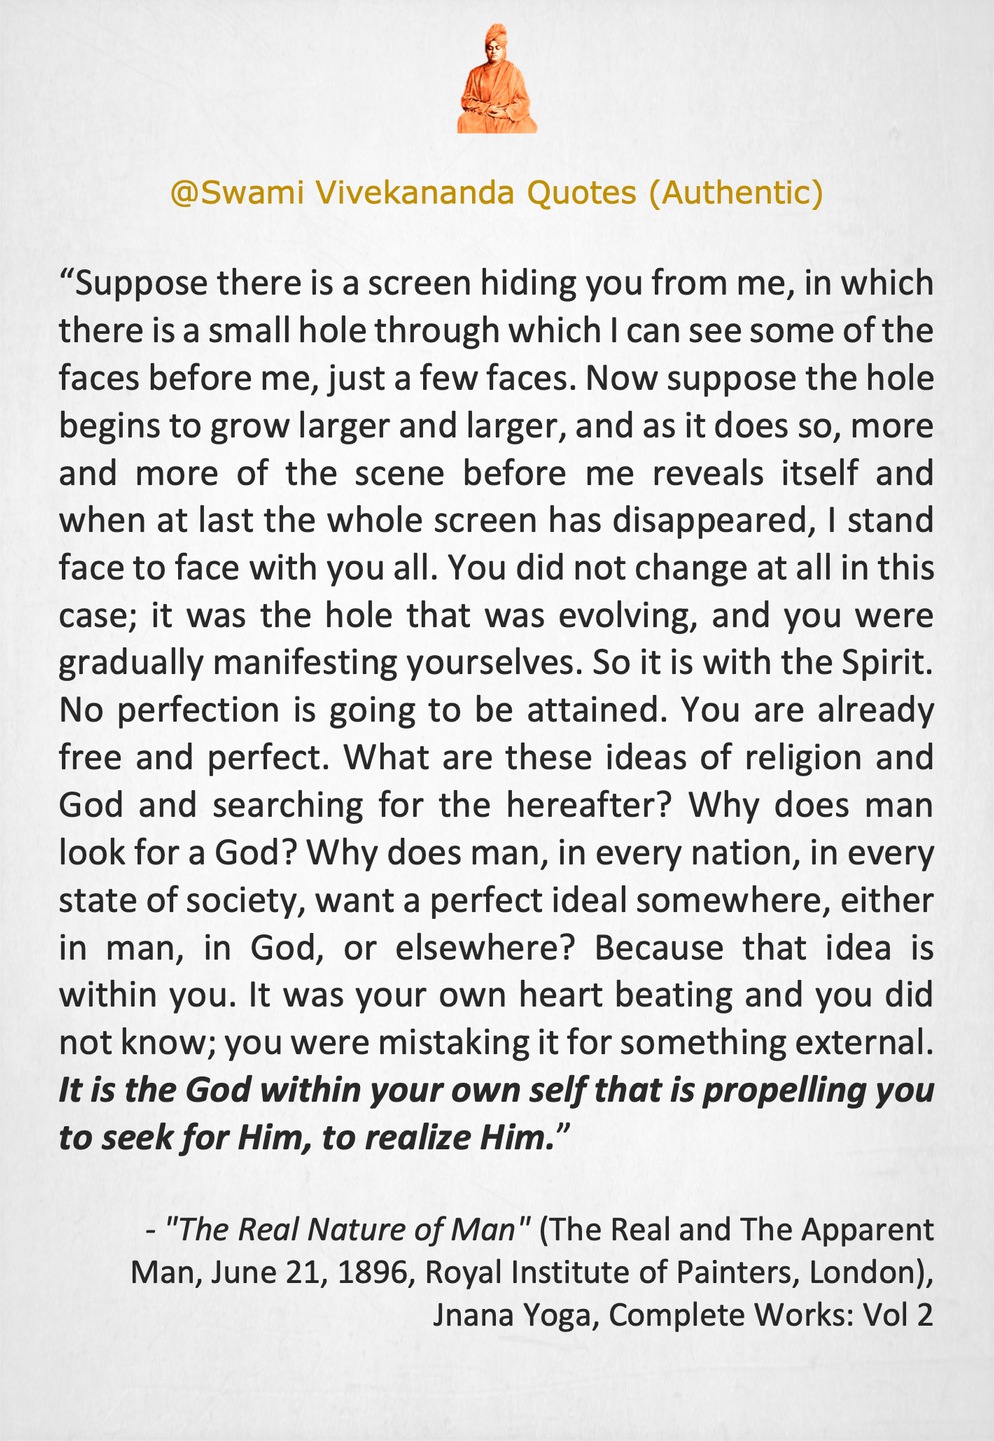 @Swami Vivekananda Quotes (Authentic)
“Suppose there is a screen hiding you from me, in which
there is a small hole through which I can see some of the
faces before me, just a few faces. Now suppose the hole
begins to grow larger and larger, and as it does so, more
and more of the scene before me reveals itself and
when at last the whole screen has disappeared, I stand
face to face with you all. You did not change at all in this
case; it was the hole that was evolving, and you were
gradually manifesting yourselves. So it is with the Spirit.
No perfection is going to be attained. You are already
free and perfect. What are these ideas of religion and
God and searching for the hereafter? Why does man
look for a God? Why does man, in every nation, in every
state of society, want a perfect ideal somewhere, either
in man, in God, or elsewhere? Because that idea is
within you. It was your own heart beating and you did
not know; you were mistaking it for something external.
It is the God within your own self that is propelling you
to seek for Him, to realize Him.”
- "The Real Nature of Man" (The Real and The Apparent
Man, June 21, 1896, Royal Institute of Painters, London),
Jnana Yoga, Complete Works: Vol 2